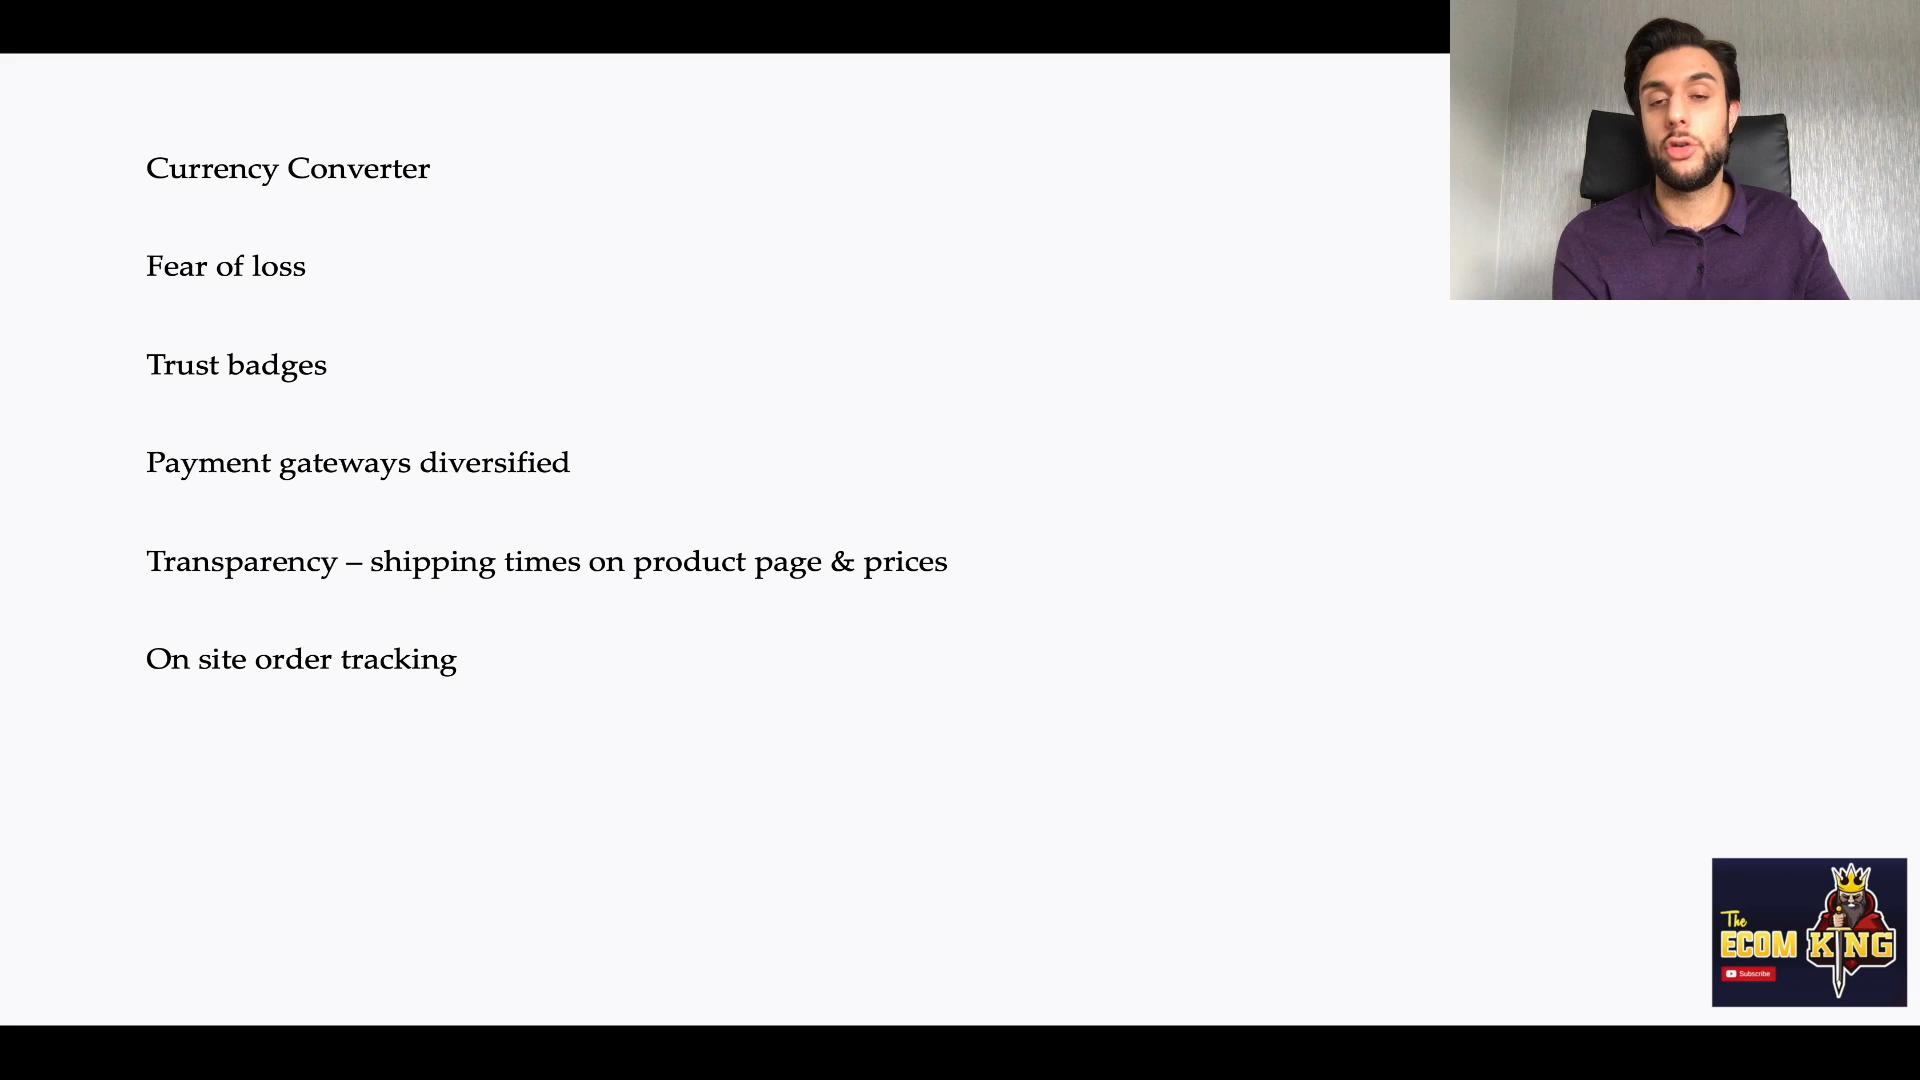 Currency Converter
Fear of loss
Trust badges
Payment gateways diversified
Transparency – shipping times on product page & prices
On site order tracking
The
ECOM KING
Subscribe